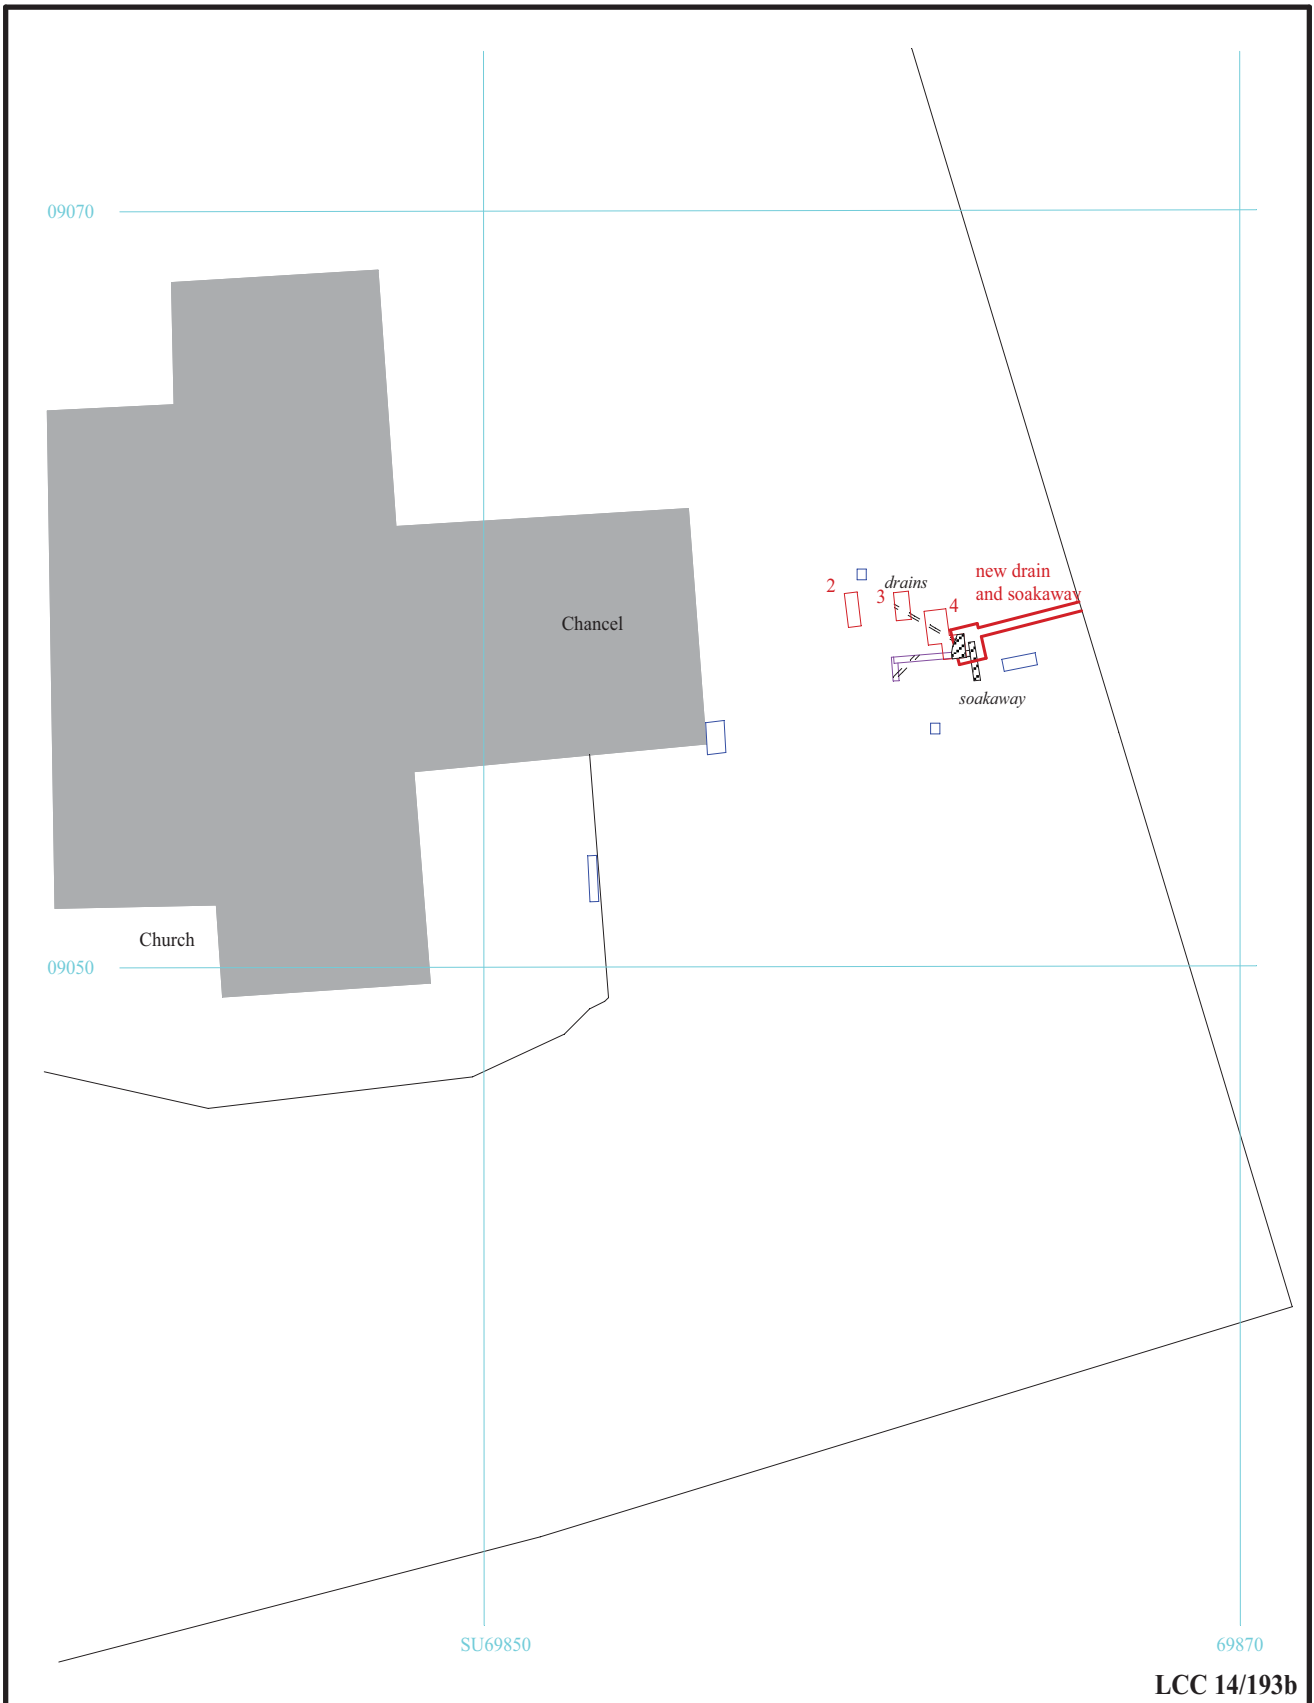 09070
2
drains
3
4
new drain
and soakaway
Chancel
soakaway
Church
09050
SU69850
69870
LCC 14/193b